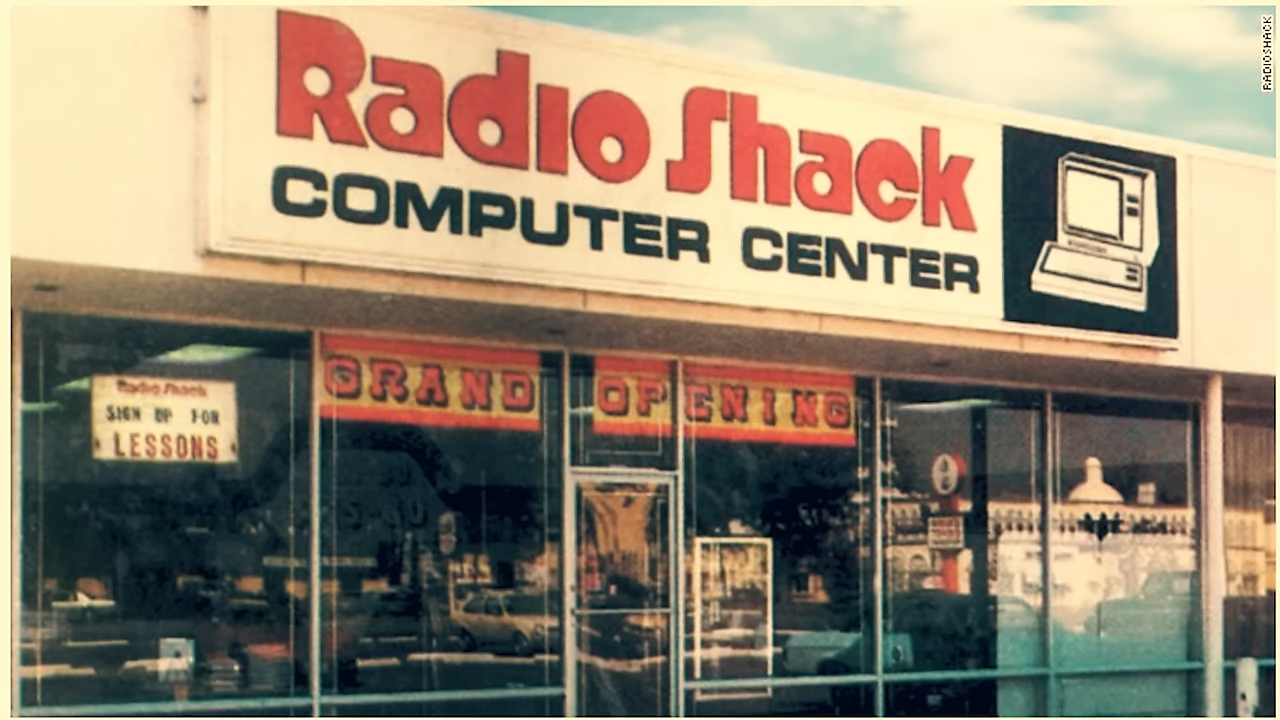 RADIOSHACK
Radio Shack
COMPUTER CENTER
GRAND OPENING
Radio Shack
SIGN UP FOR
LESSONS